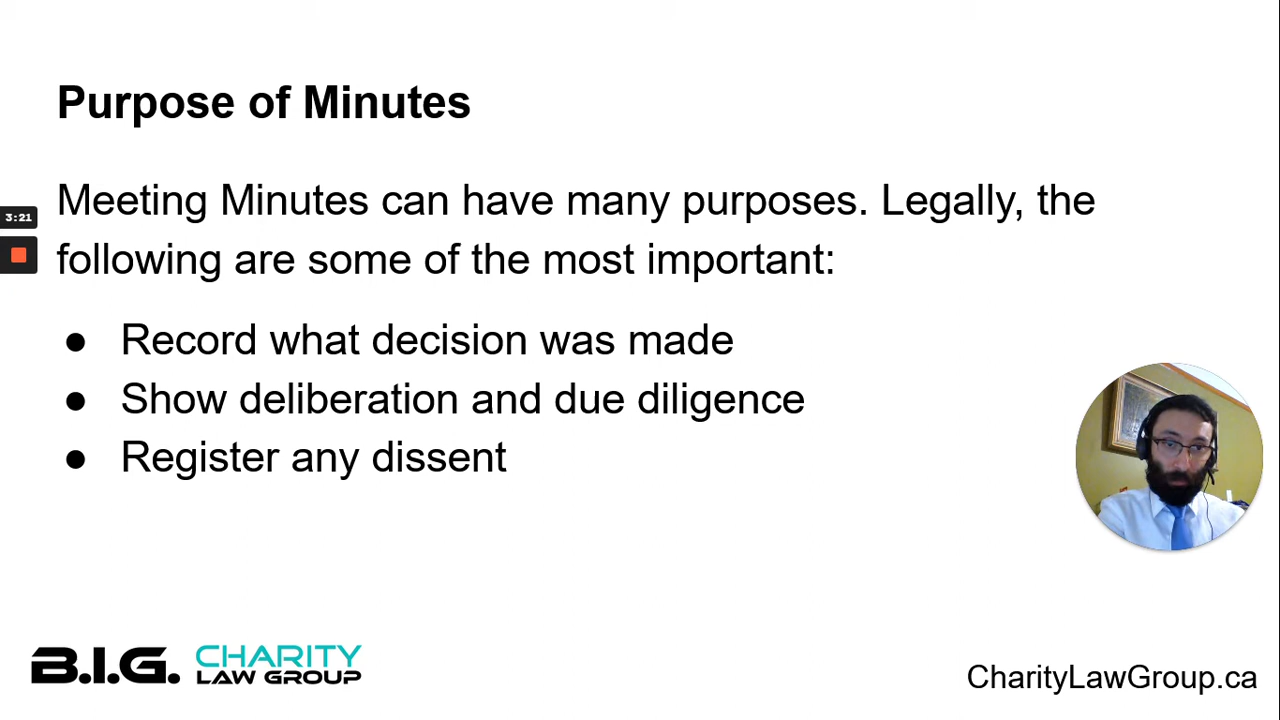 Purpose of Minutes
Meeting Minutes can have many purposes. Legally, the
following are some of the most important:
● Record what decision was made
● Show deliberation and due diligence
● Register any dissent
3:21
B.I.G. CHARITY
LAW GROUP
CharityLawGroup.ca